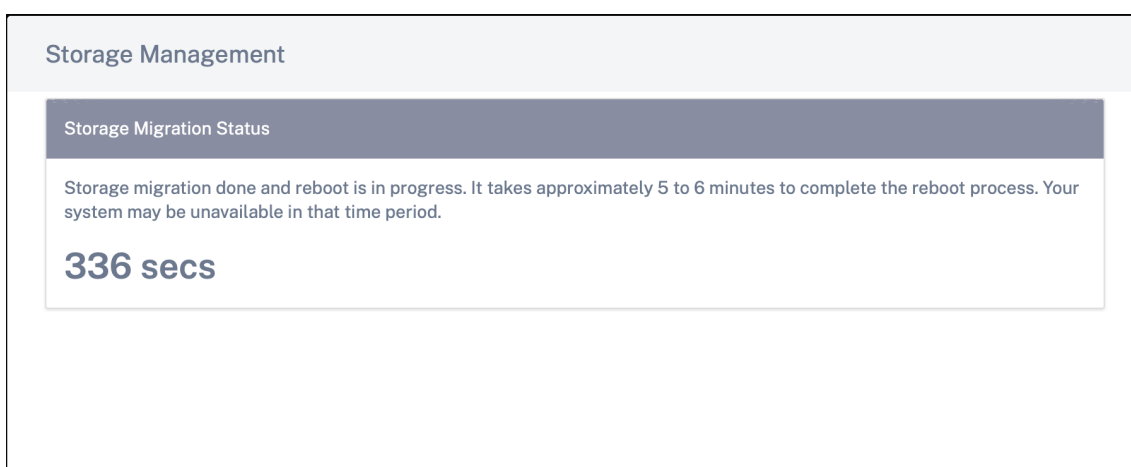 Storage Management
Storage Migration Status
Storage migration done and reboot is in progress. It takes approximately 5 to 6 minutes to complete the reboot process. Your
system may be unavailable in that time period.
336 secs